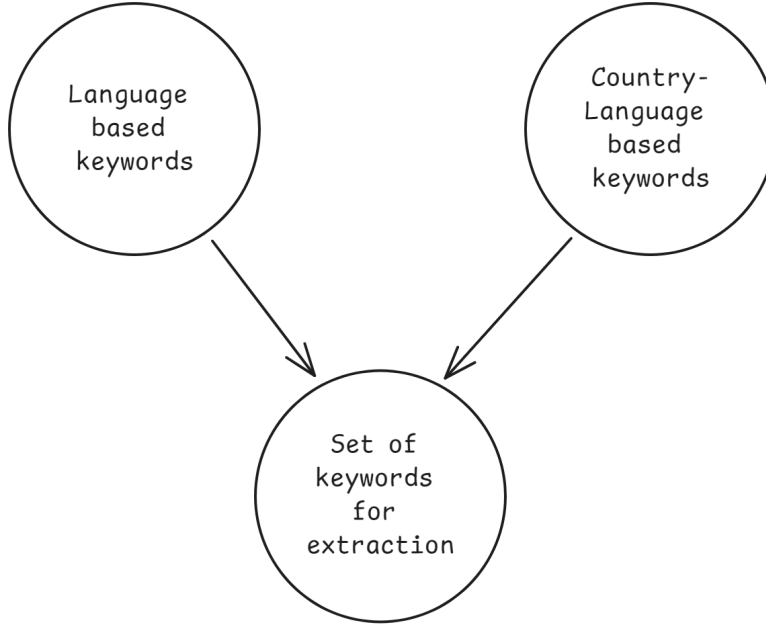 Language
based
keywords
Country-
Language
based
keywords
Set of
keywords
for
extraction